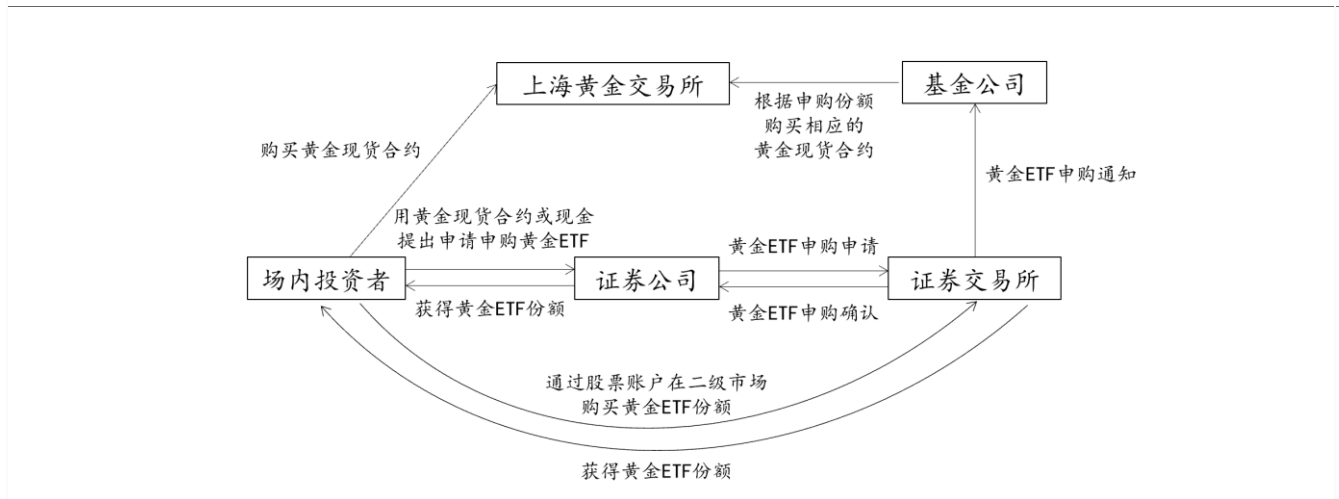 上海黄金交易所
基金公司
根据申购份额
购买相应的
黄金现货合约
购买黄金现货合约
黄金ETF申购通知
用黄金现货合约或现金
提出申请申购黄金ETF
黄金ETF申购申请
场内投资者
证券公司
证券交易所
获得黄金ETF份额
黄金ETF申购确认
通过股票账户在二级市场
购买黄金ETF份额
获得黄金ETF份额